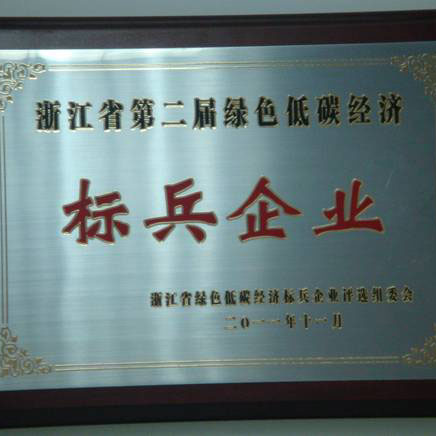 浙江省第二届绿色低碳经济
标兵企业
浙江省绿色低碳经济标兵企业评选组委会
二〇一一年十一月